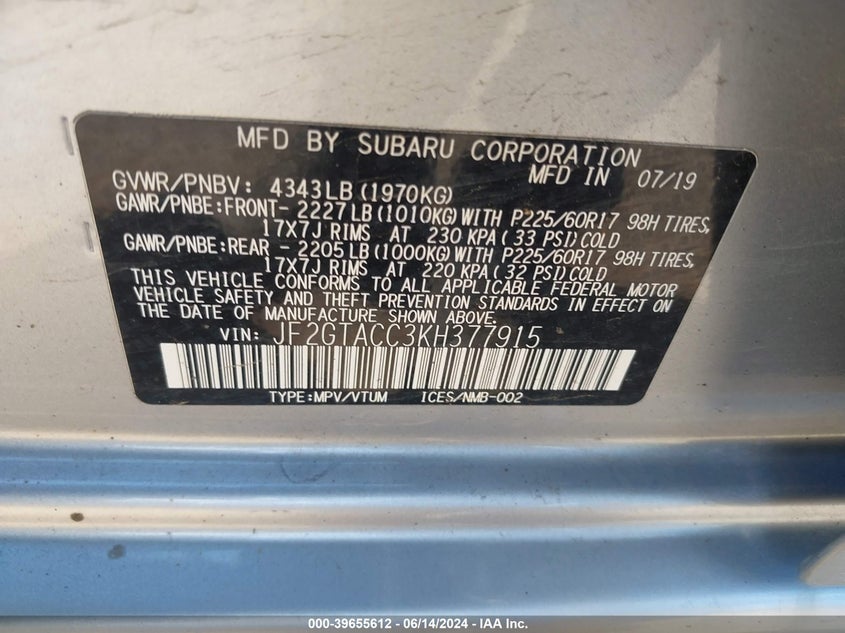 MFD BY SUBARU CORPORATION
MFD IN 07/19
GVWR/PNBV: 4343LB(1970KG)
GAWR/PNBE:FRONT- 2227LB(1010KG)WITH P225/60R17 98H TIRES,
17X7J RIMS AT 230 KPA(33 PSI)COLD
GAWR/PNBE:REAR - 2205LB(1000KG)WITH P225/60R17 98H TIRES,
17X7J RIMS AT 220 KPA(32 PSI)COLD
THIS VEHICLE CONFORMS TO ALL APPLICABLE FEDERAL MOTOR
VEHICLE SAFETY AND THEFT PREVENTION STANDARDS IN EFFECT ON
THE DATE OF MANUFACTURE SHOWN ABOVE.
VIN: JF2GTACC3KH377915
TYPE:MPV/VTUM ICES/NMB-002
000-39655612 - 06/14/2024 - IAA Inc.